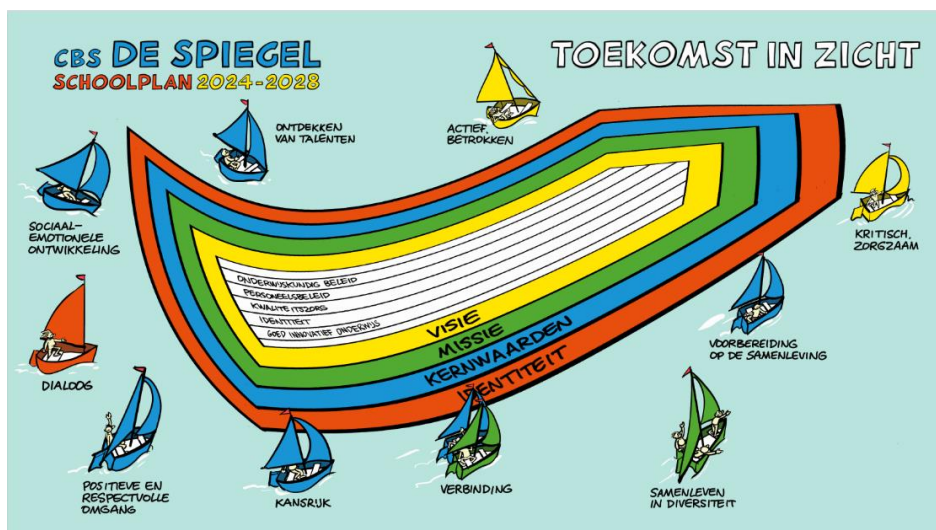 CBS DE SPIEGEL
SCHOOLPLAN 2024-2028
TOEKOMST IN ZICHT
ONTDEKKEN
VAN TALENTEN
ACTIEF,
BETROKKEN
SOCIAAL-
EMOTIONELE
ONTWIKKELING
KRITISCH,
ZORGZAAM
ONDERWIJSKUNDIG BELEID
PERSONEELSBELEID
KWALITEITSZORG
IDENTITEIT
GOED INNOVATIEF ONDERWIJS
VISIE
MISSIE
KERNWAARDEN
IDENTITEIT
VOORBEREIDING
OP DE SAMENLEVING
DIALOOG
POSITIEVE EN
RESPECTVOLLE
OMGANG
KANSRIJK
VERBINDING
SAMENLEVEN
IN DIVERSITEIT